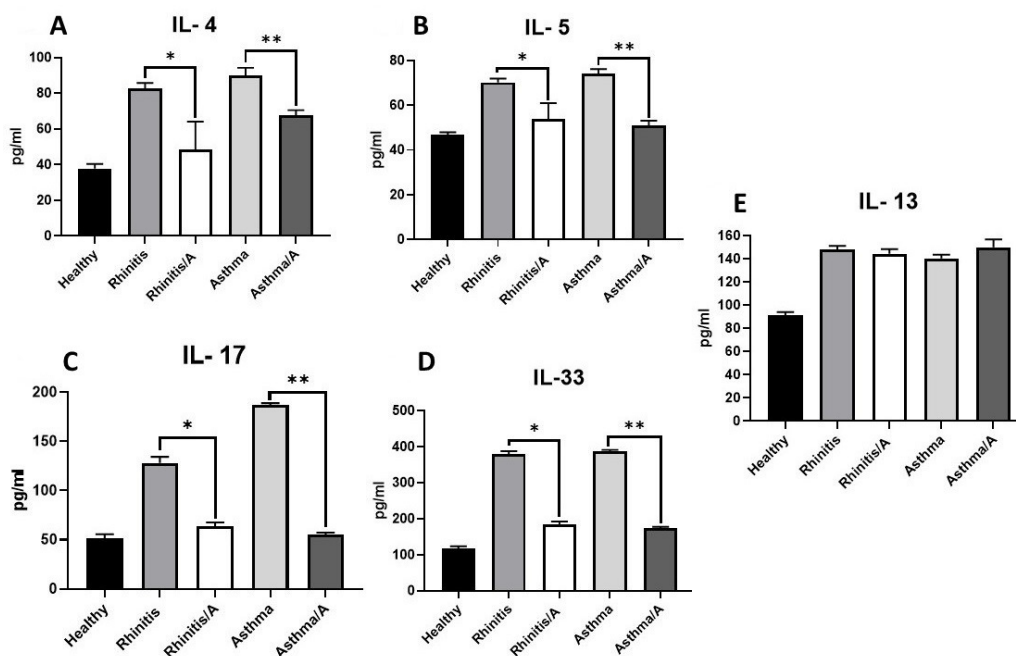 A
IL- 4
pg/ml
100
80
60
40
20
0
*
**
Healthy
Rhinitis
Rhinitis/A
Asthma
Asthma/A
B
IL- 5
pg/ml
80
60
40
20
0
*
**
Healthy
Rhinitis
Rhinitis/A
Asthma
Asthma/A
C
IL- 17
pg/ml
200
150
100
50
0
*
**
Healthy
Rhinitis
Rhinitis/A
Asthma
Asthma/A
D
IL-33
pg/ml
500
400
300
200
100
0
*
**
Healthy
Rhinitis
Rhinitis/A
Asthma
Asthma/A
E
IL- 13
pg/ml
160
140
120
100
80
60
40
20
0
Healthy
Rhinitis
Rhinitis/A
Asthma
Asthma/A